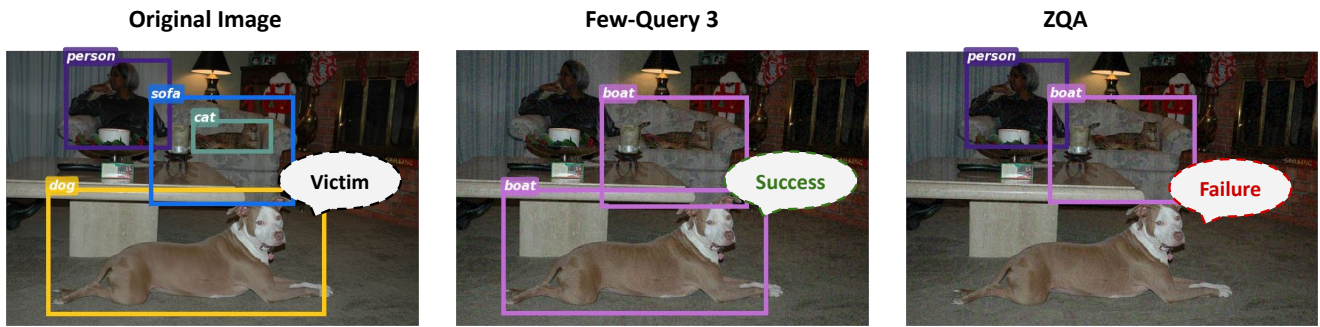 Original Image
Few-Query 3
ZQA
person
sofa
cat
dog
Victim
boat
boat
Success
person
boat
Failure